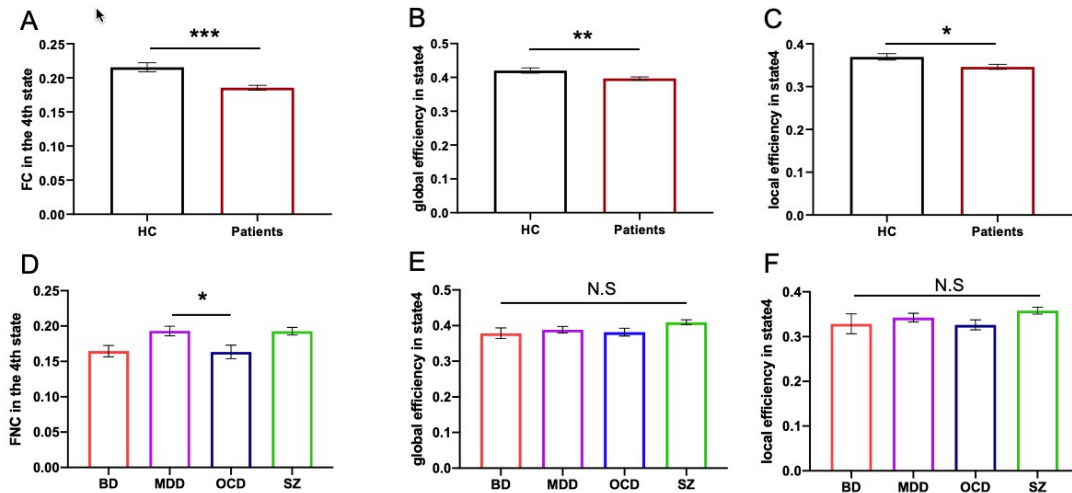 A
FC in the 4th state
0.25
0.20
0.15
0.10
0.05
0.00
***
HC
Patients
B
global efficiency in state4
0.5
0.4
0.3
0.2
0.1
0.0
**
HC
Patients
C
local efficiency in state4
0.4
0.3
0.2
0.1
0.0
*
HC
Patients
D
FNC in the 4th state
0.25
0.20
0.15
0.10
0.05
0.00
*
BD
MDD
OCD
SZ
E
global efficiency in state4
0.5
0.4
0.3
0.2
0.1
0.0
N.S
BD
MDD
OCD
SZ
F
local efficiency in state4
0.4
0.3
0.2
0.1
0.0
N.S
BD
MDD
OCD
SZ